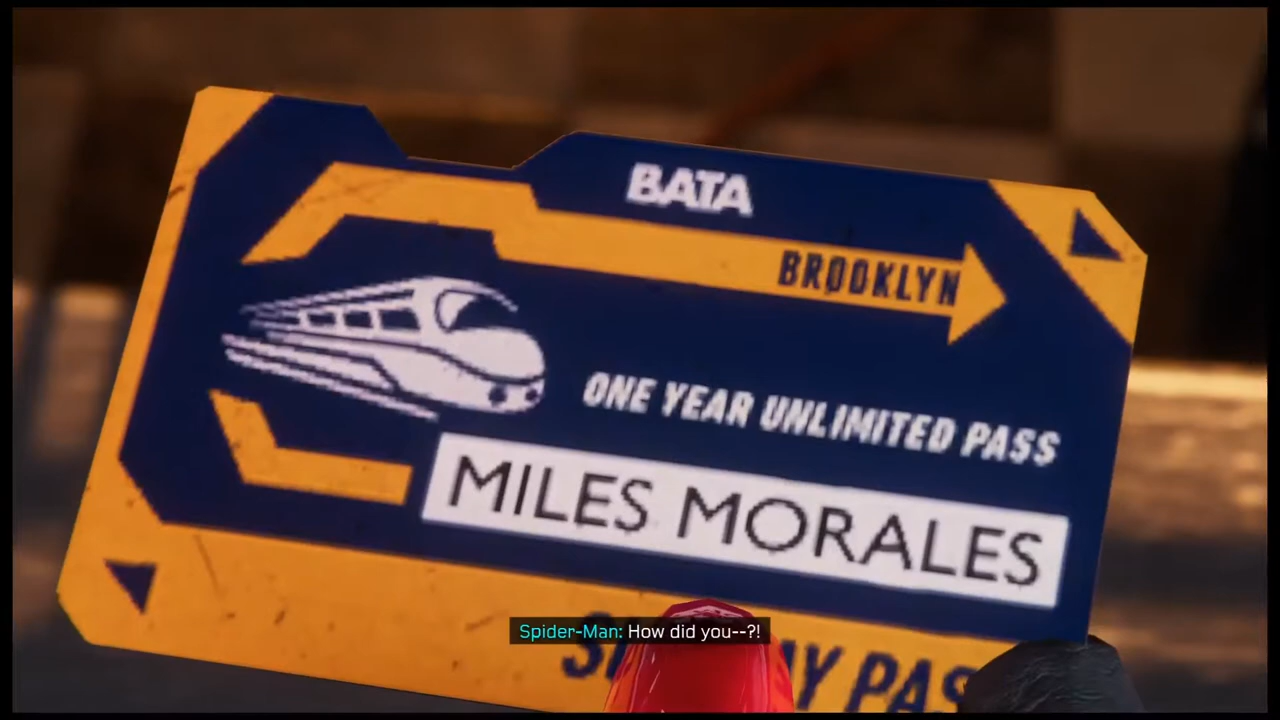 BATA
BROOKLYN
ONE YEAR UNLIMITED PASS
MILES MORALES
Spider-Man: How did you--?!